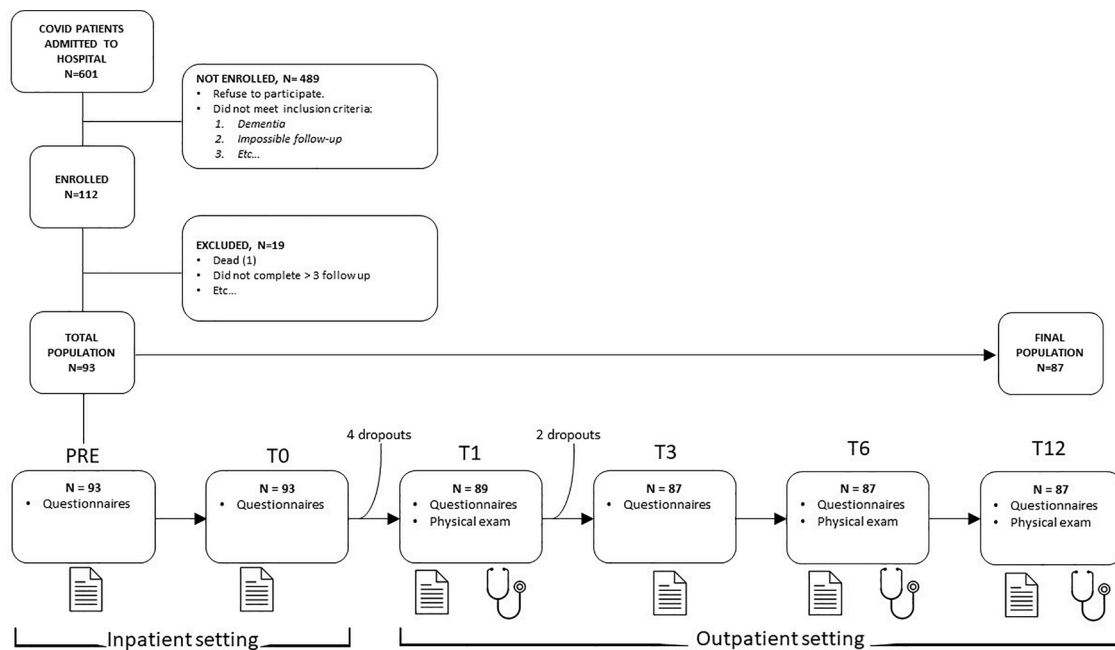 COVID PATIENTS
ADMITTED TO
HOSPITAL
N=601
NOT ENROLLED, N= 489
• Refuse to participate.
• Did not meet inclusion criteria:
1. Dementia
2. Impossible follow-up
3. Etc...
ENROLLED
N=112
EXCLUDED, N=19
• Dead (1)
• Did not complete > 3 follow up
• Etc...
TOTAL
POPULATION
N=93
FINAL
POPULATION
N=87
4 dropouts
2 dropouts
PRE
T0
T1
T3
T6
T12
N = 93
• Questionnaires
N = 93
• Questionnaires
N = 89
• Questionnaires
• Physical exam
N = 87
• Questionnaires
N = 87
• Questionnaires
• Physical exam
N = 87
• Questionnaires
• Physical exam
Inpatient setting
Outpatient setting